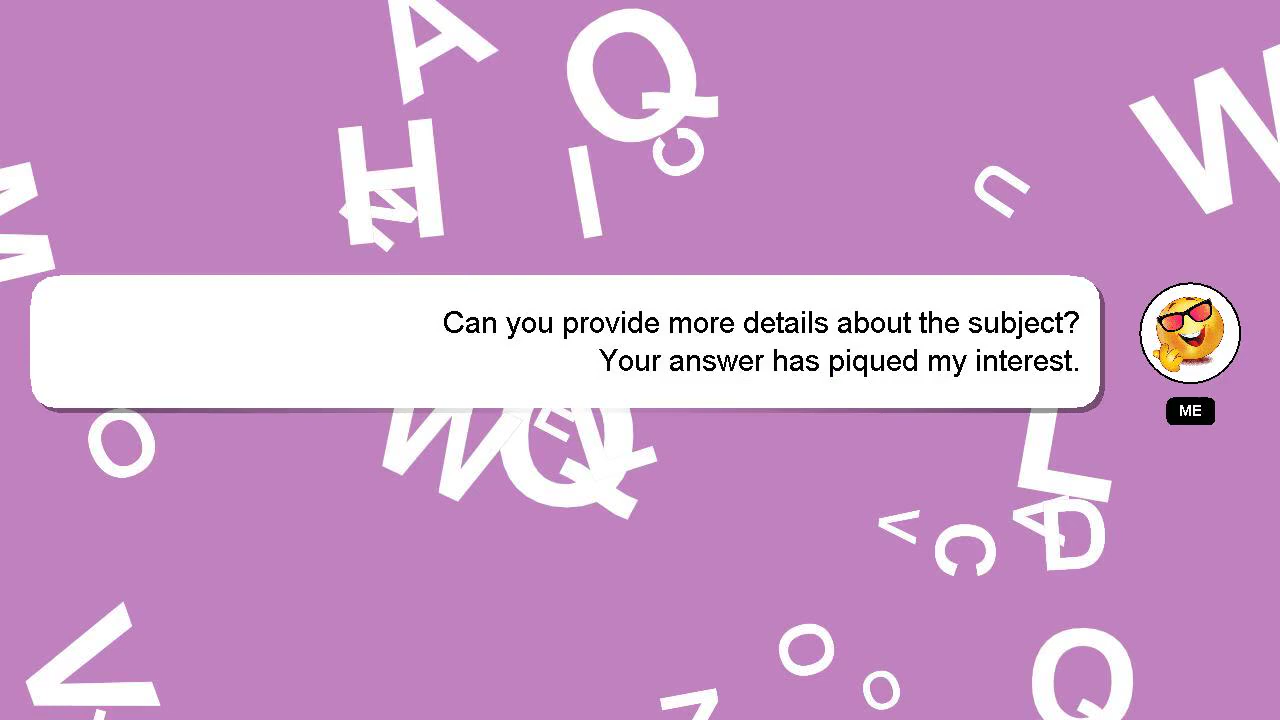 A
Q
H
I
C
M
U
W
M
Can you provide more details about the subject?
Your answer has piqued my interest.
ME
O
W
Q
E
L
L
V
C
A
D
V
O
O
Q